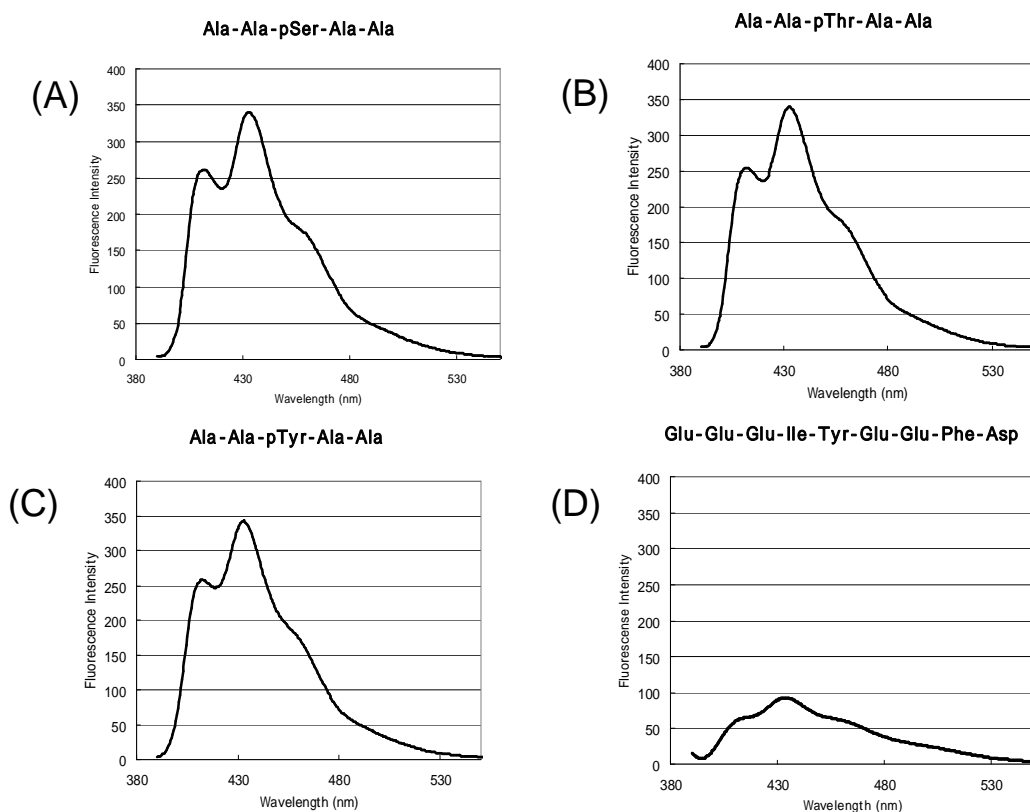 Ala-Ala-pSer-Ala-Ala
(A)
400
350
300
250
200
150
100
50
0
Fluorescence Intensity
380 430 480 530
Wavelength (nm)
Ala-Ala-pThr-Ala-Ala
(B)
400
350
300
250
200
150
100
50
0
Fluorescence Intensity
380 430 480 530
Wavelength (nm)
Ala-Ala-pTyr-Ala-Ala
(C)
400
350
300
250
200
150
100
50
0
Fluorescence Intensity
380 430 480 530
Wavelength (nm)
Glu-Glu-Glu-Ile-Tyr-Glu-Glu-Phe-Asp
(D)
400
350
300
250
200
150
100
50
0
Fluorescense Intensity
380 430 480 530
Wavelength (nm)